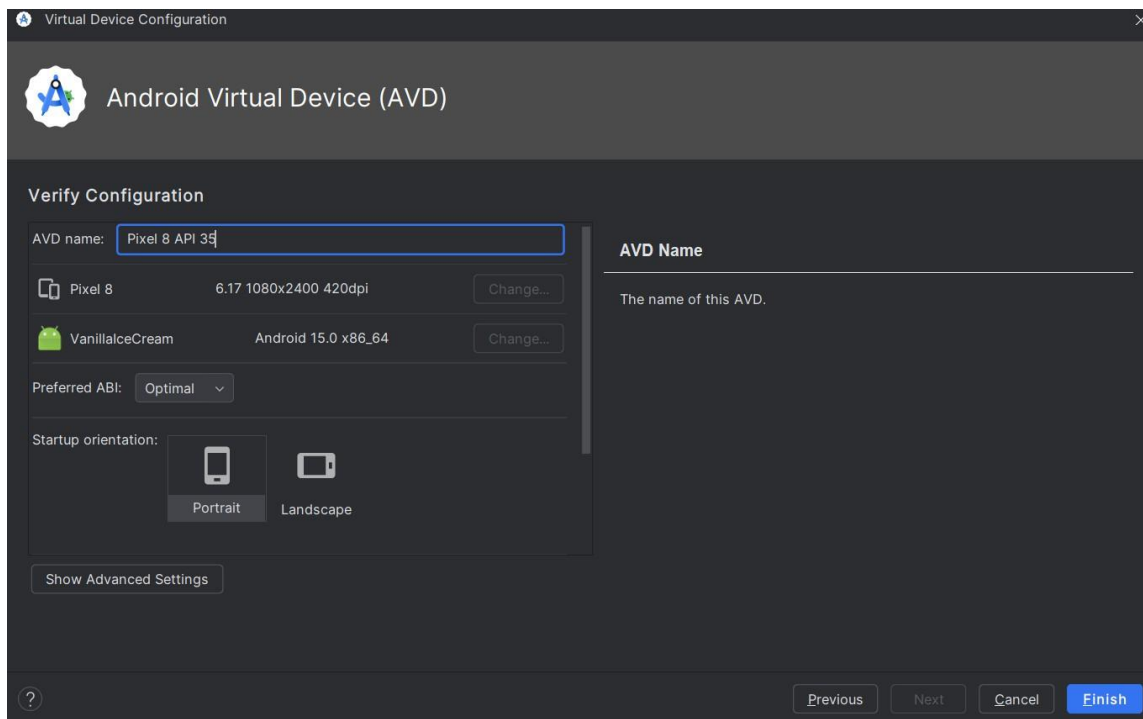 Virtual Device Configuration
Android Virtual Device (AVD)
Verify Configuration
AVD name: Pixel 8 API 35
Pixel 8 6.17 1080x2400 420dpi Change...
VanillaIceCream Android 15.0 x86_64 Change...
Preferred ABI: Optimal
Startup orientation:
Portrait
Landscape
Show Advanced Settings
AVD Name
The name of this AVD.
? Previous Next Cancel Finish